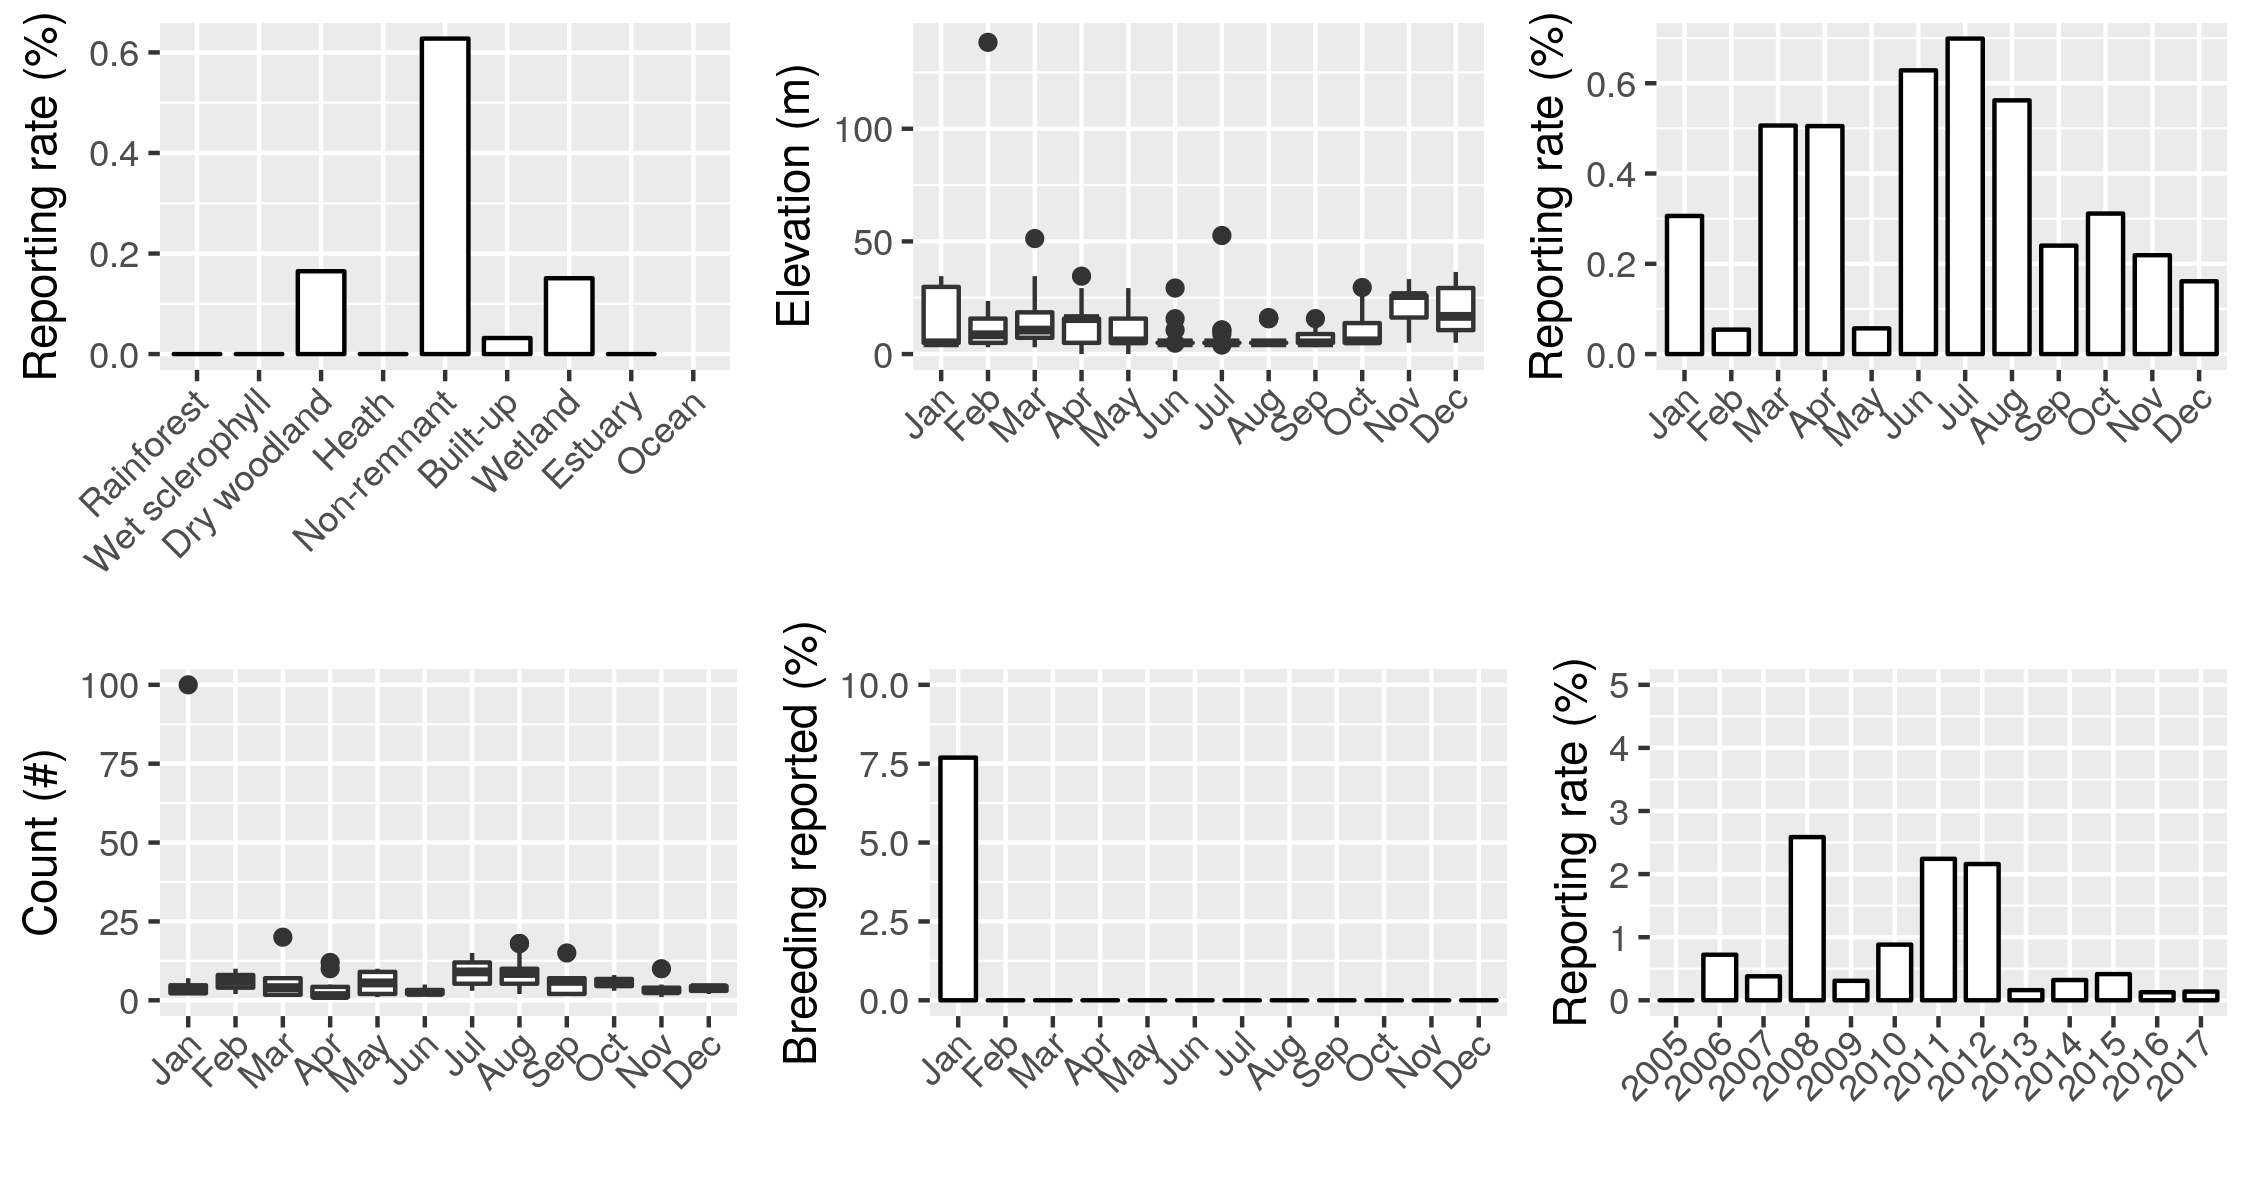 Reporting rate (%)
0.6
0.4
0.2
0.0
Rainforest
Wet sclerophyll
Dry woodland
Heath
Non-remnant
Built-up
Wetland
Estuary
Ocean
Elevation (m)
100
50
0
Jan
Feb
Mar
Apr
May
Jun
Jul
Aug
Sep
Oct
Nov
Dec
Reporting rate (%)
0.6
0.4
0.2
0.0
Jan
Feb
Mar
Apr
May
Jun
Jul
Aug
Sep
Oct
Nov
Dec
Count (#)
100
75
50
25
0
Jan
Feb
Mar
Apr
May
Jun
Jul
Aug
Sep
Oct
Nov
Dec
Breeding reported (%)
10.0
7.5
5.0
2.5
0.0
Jan
Feb
Mar
Apr
May
Jun
Jul
Aug
Sep
Oct
Nov
Dec
Reporting rate (%)
5
4
3
2
1
0
2005
2006
2007
2008
2009
2010
2011
2012
2013
2014
2015
2016
2017